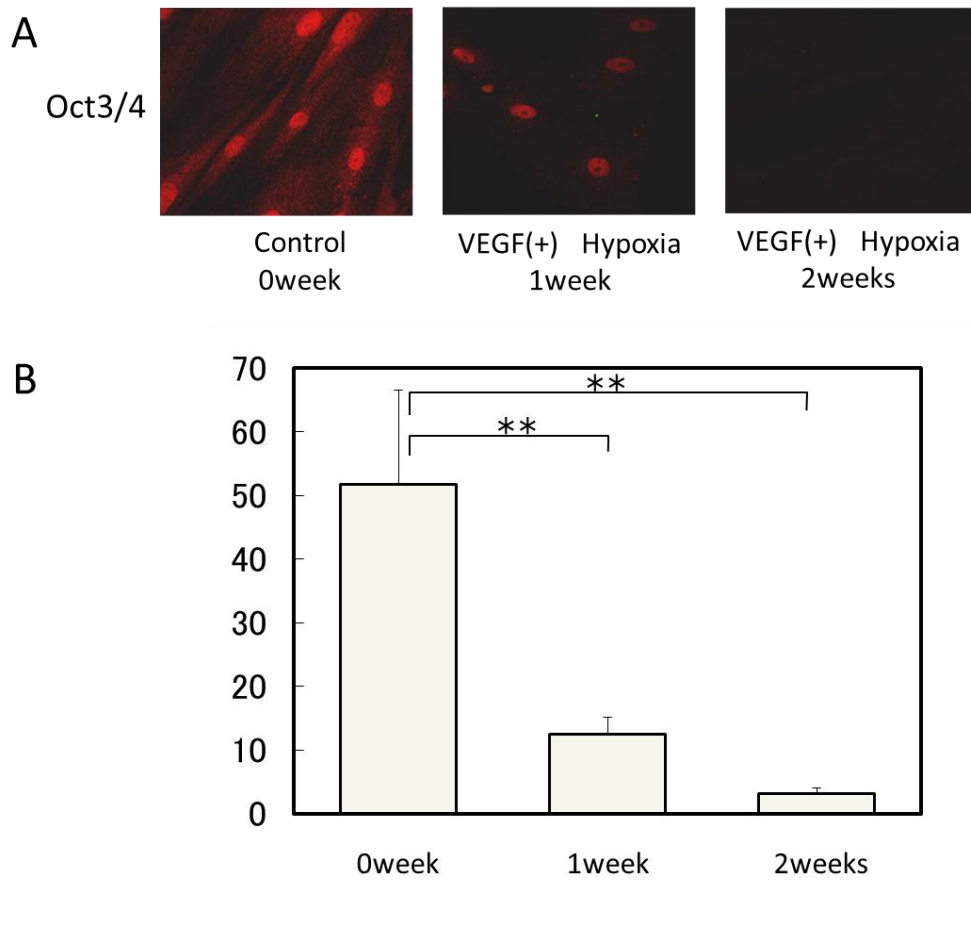 A
Oct3/4
Control
0week
VEGF(+) Hypoxia
1week
VEGF(+) Hypoxia
2weeks
B
70
60
50
40
30
20
10
0
**
**
0week
1week
2weeks